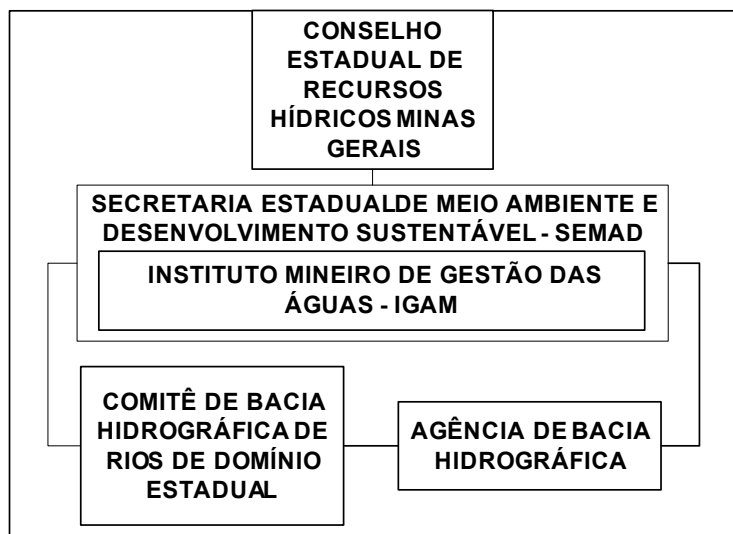 CONSELHO
ESTADUAL DE
RECURSOS
HÍDRICOS MINAS
GERAIS
SECRETARIA ESTADUALDE MEIO AMBIENTE E
DESENVOLVIMENTO SUSTENTÁVEL - SEMAD
INSTITUTO MINEIRO DE GESTÃO DAS
ÁGUAS - IGAM
COMITÊ DE BACIA
HIDROGRÁFICA DE
RIOS DE DOMÍNIO
ESTADUAL
AGÊNCIA DE BACIA
HIDROGRÁFICA